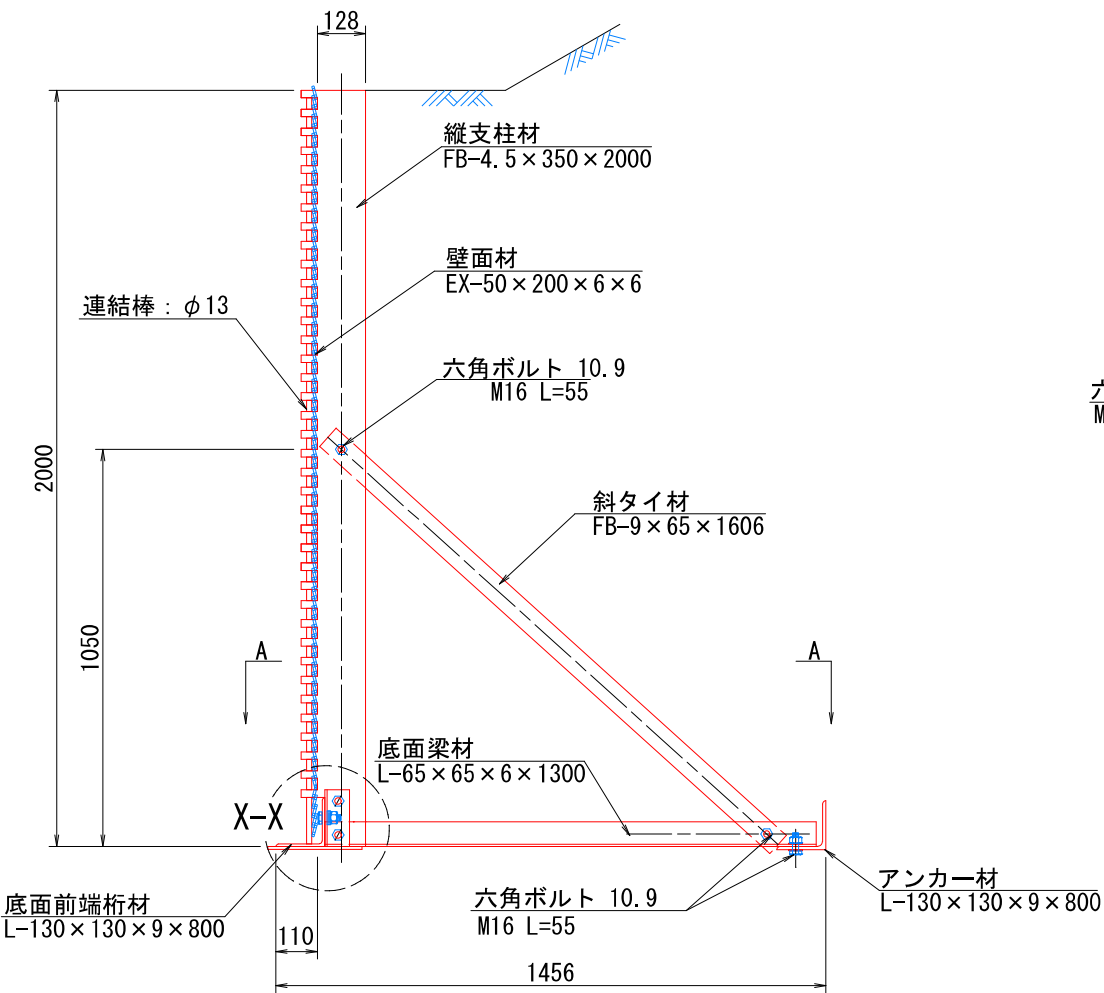 128
縦支柱材
FB-4.5×350×2000
壁面材
EX-50×200×6×6
連結棒：φ13
六角ボルト 10.9
M16 L=55
六
M
2000
斜タイ材
FB-9×65×1606
1050
A
A
底面梁材
L-65×65×6×1300
X-X
底面前端桁材
L-130×130×9×800
六角ボルト 10.9
M16 L=55
アンカー材
L-130×130×9×800
110
1456